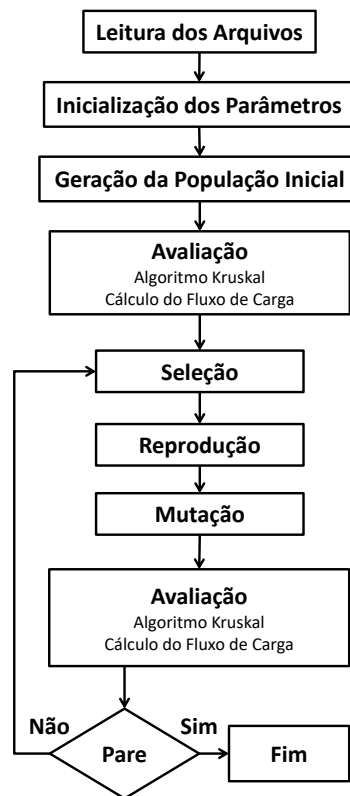 Leitura dos Arquivos
Inicialização dos Parâmetros
Geração da População Inicial
Avaliação
Algoritmo Kruskal
Cálculo do Fluxo de Carga
Seleção
Reprodução
Mutação
Avaliação
Algoritmo Kruskal
Cálculo do Fluxo de Carga
Não
Sim
Pare
Fim